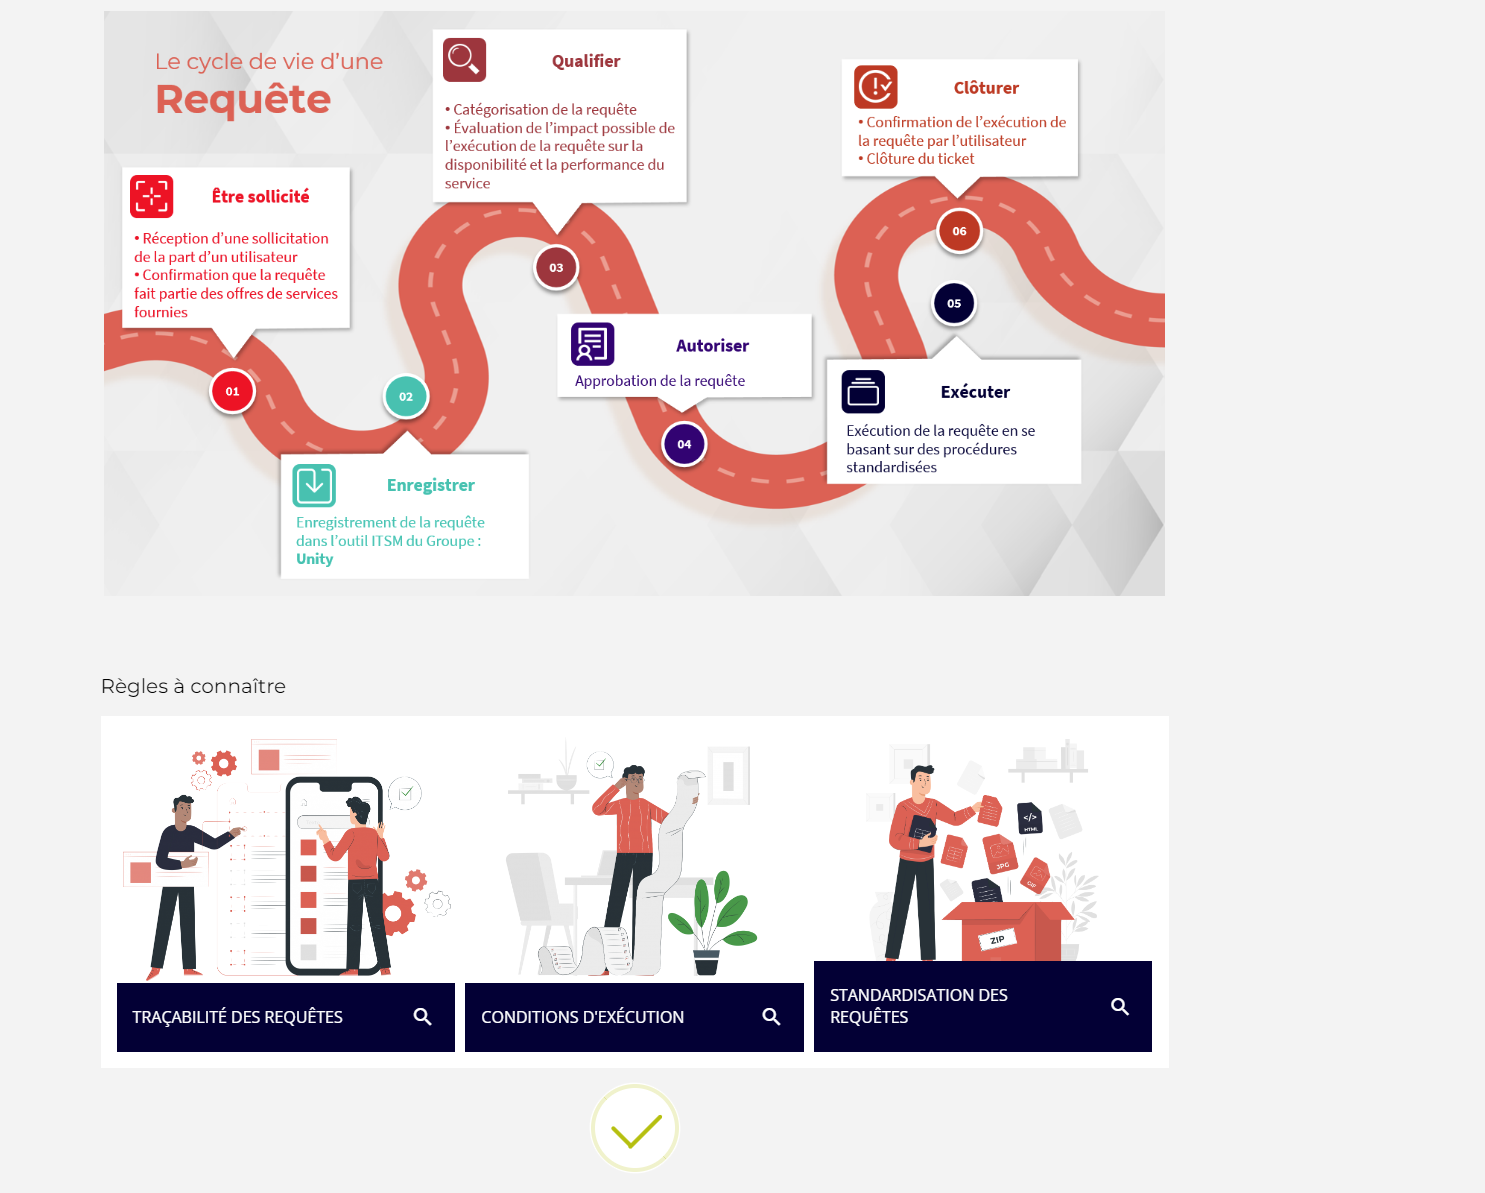 Le cycle de vie d’une
Requête
Être sollicité
• Réception d’une sollicitation
de la part d’un utilisateur
• Confirmation que la requête
fait partie des offres de services
fournies
01
02
Enregistrer
Enregistrement de la requête
dans l’outil ITSM du Groupe :
Unity
Qualifier
• Catégorisation de la requête
• Évaluation de l’impact possible de
l’exécution de la requête sur la
disponibilité et la performance du
service
03
Autoriser
Approbation de la requête
04
05
Exécuter
Exécution de la requête en se
basant sur des procédures
standardisées
Clôturer
• Confirmation de l’exécution de
la requête par l’utilisateur
• Clôture du ticket
06
Règles à connaître
TRAÇABILITÉ DES REQUÊTES
CONDITIONS D'EXÉCUTION
</>
HTML
JPG
GIF
ZIP
STANDARDISATION DES
REQUÊTES